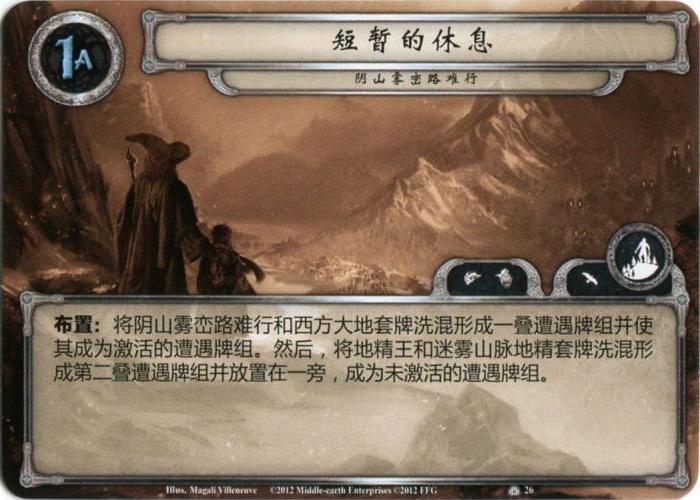 1A
短暂的休息
阴山雾峦路难行
布置：将阴山雾峦路难行和西方大地套牌洗混形成一叠遭遇牌组并使
其成为激活的遭遇牌组。然后，将地精王和迷雾山脉地精套牌洗混形
成第二叠遭遇牌组并放置在一旁，成为未激活的遭遇牌组。
Illus. Magali Villeneuve ©2012 Middle-earth Enterprises ©2012 FFG 26